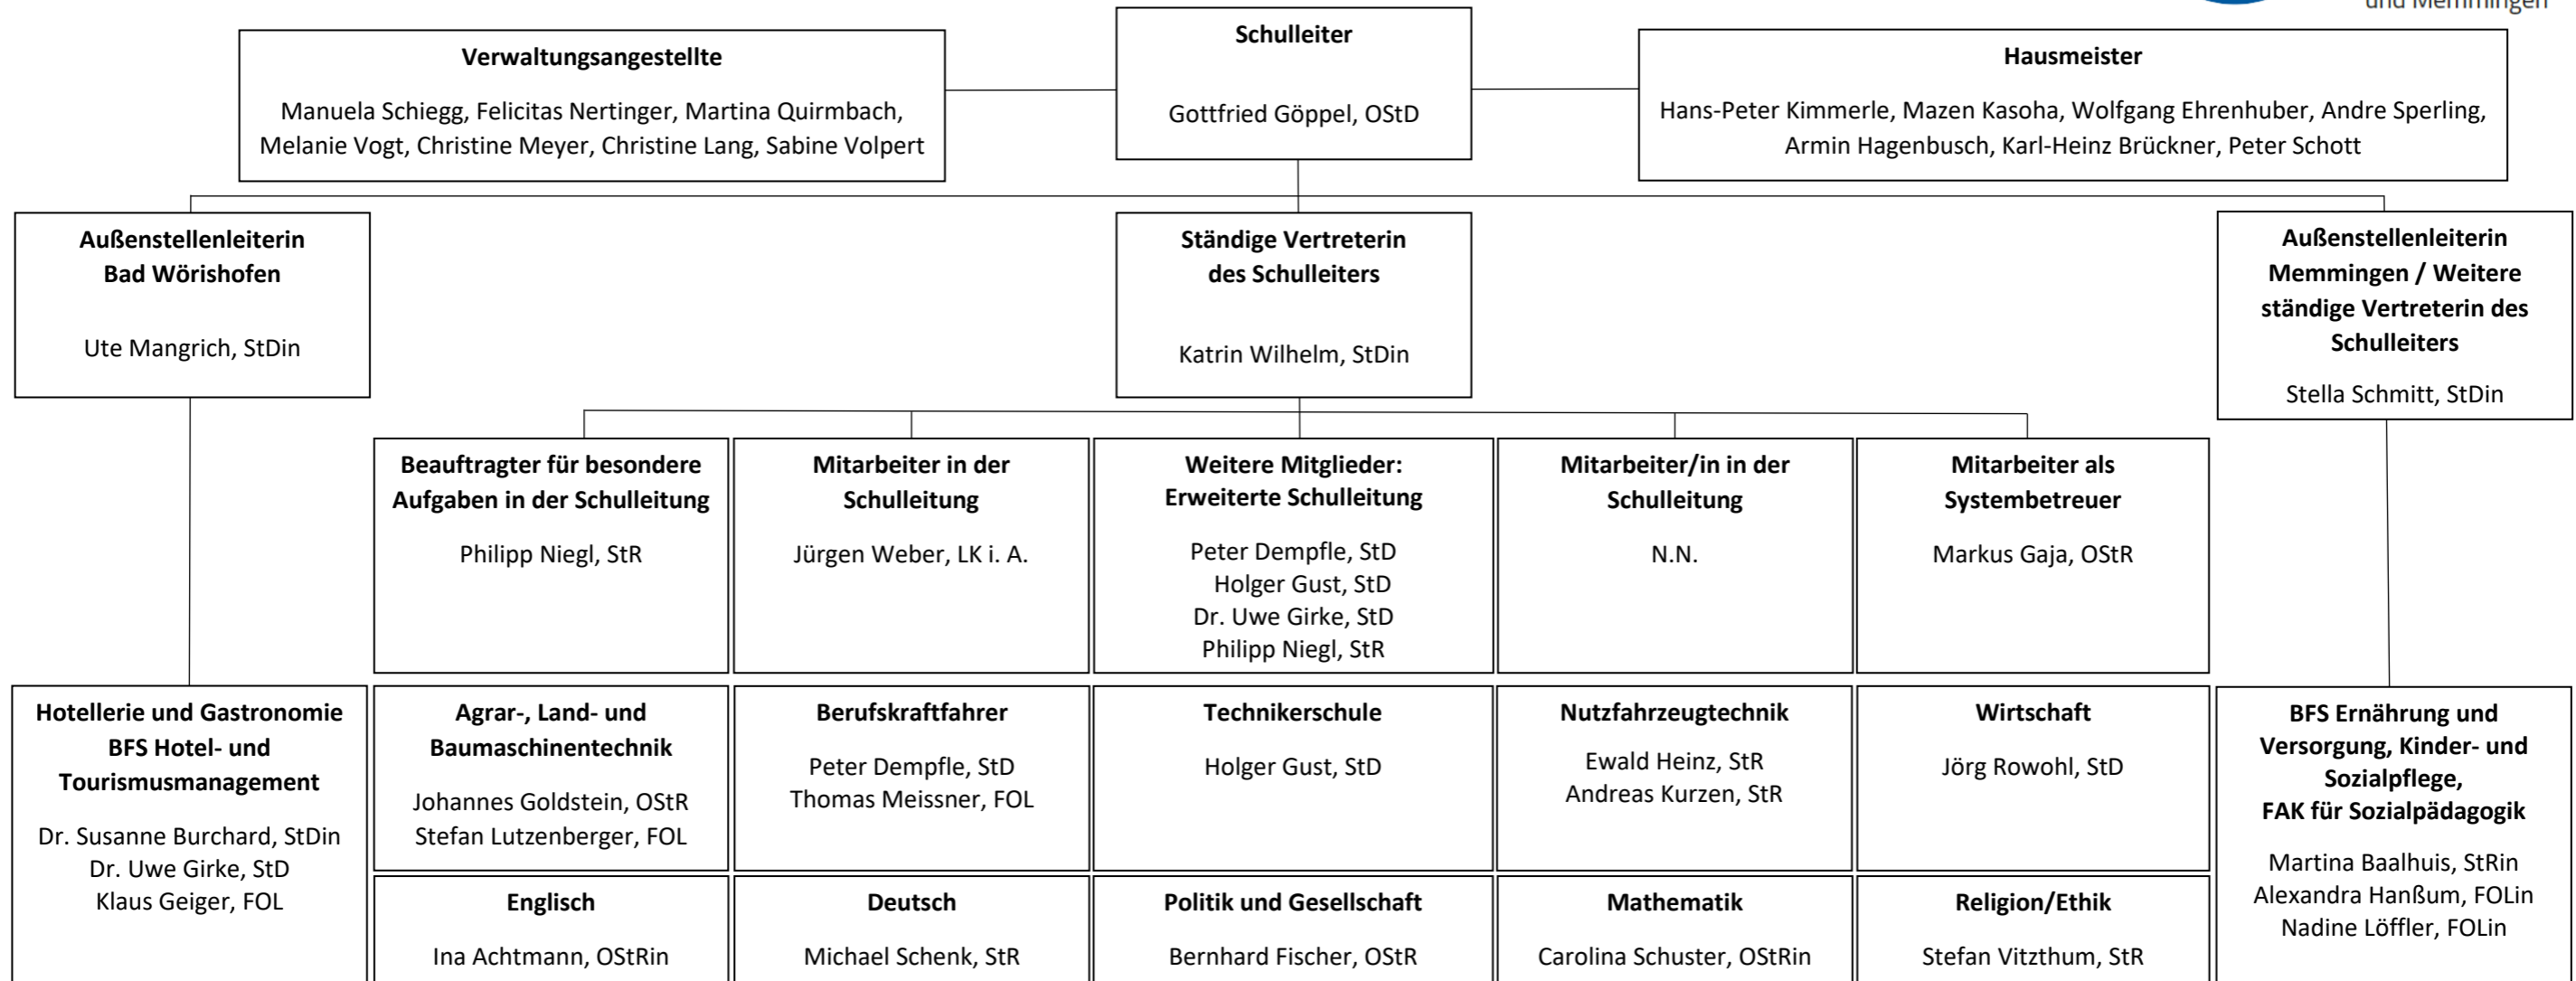 und Memmingen
Verwaltungsangestellte
Manuela Schiegg, Felicitas Nertinger, Martina Quirmbach,
Melanie Vogt, Christine Meyer, Christine Lang, Sabine Volpert
Schulleiter
Gottfried Göppel, OStD
Hausmeister
Hans-Peter Kimmerle, Mazen Kasoha, Wolfgang Ehrenhuber, Andre Sperling,
Armin Hagenbusch, Karl-Heinz Brückner, Peter Schott
Außenstellenleiterin
Bad Wörishofen
Ute Mangrich, StDin
Ständige Vertreterin
des Schulleiters
Katrin Wilhelm, StDin
Außenstellenleiterin
Memmingen / Weitere
ständige Vertreterin des
Schulleiters
Stella Schmitt, StDin
Beauftragter für besondere
Aufgaben in der Schulleitung
Philipp Niegl, StR
Mitarbeiter in der
Schulleitung
Jürgen Weber, LK i. A.
Weitere Mitglieder:
Erweiterte Schulleitung
Peter Dempfle, StD
Holger Gust, StD
Dr. Uwe Girke, StD
Philipp Niegl, StR
Mitarbeiter/in in der
Schulleitung
N.N.
Mitarbeiter als
Systembetreuer
Markus Gaja, OStR
Hotellerie und Gastronomie
BFS Hotel- und
Tourismusmanagement
Dr. Susanne Burchard, StDin
Dr. Uwe Girke, StD
Klaus Geiger, FOL
Agrar-, Land- und
Baumaschinentechnik
Johannes Goldstein, OStR
Stefan Lutzenberger, FOL
Berufskraftfahrer
Peter Dempfle, StD
Thomas Meissner, FOL
Technikerschule
Holger Gust, StD
Nutzfahrzeugtechnik
Ewald Heinz, StR
Andreas Kurzen, StR
Wirtschaft
Jörg Rowohl, StD
BFS Ernährung und
Versorgung, Kinder- und
Sozialpflege,
FAK für Sozialpädagogik
Martina Baalhuis, StRin
Alexandra Hanßum, FOLin
Nadine Löffler, FOLin
Englisch
Ina Achtmann, OStRin
Deutsch
Michael Schenk, StR
Politik und Gesellschaft
Bernhard Fischer, OStR
Mathematik
Carolina Schuster, OStRin
Religion/Ethik
Stefan Vitzthum, StR